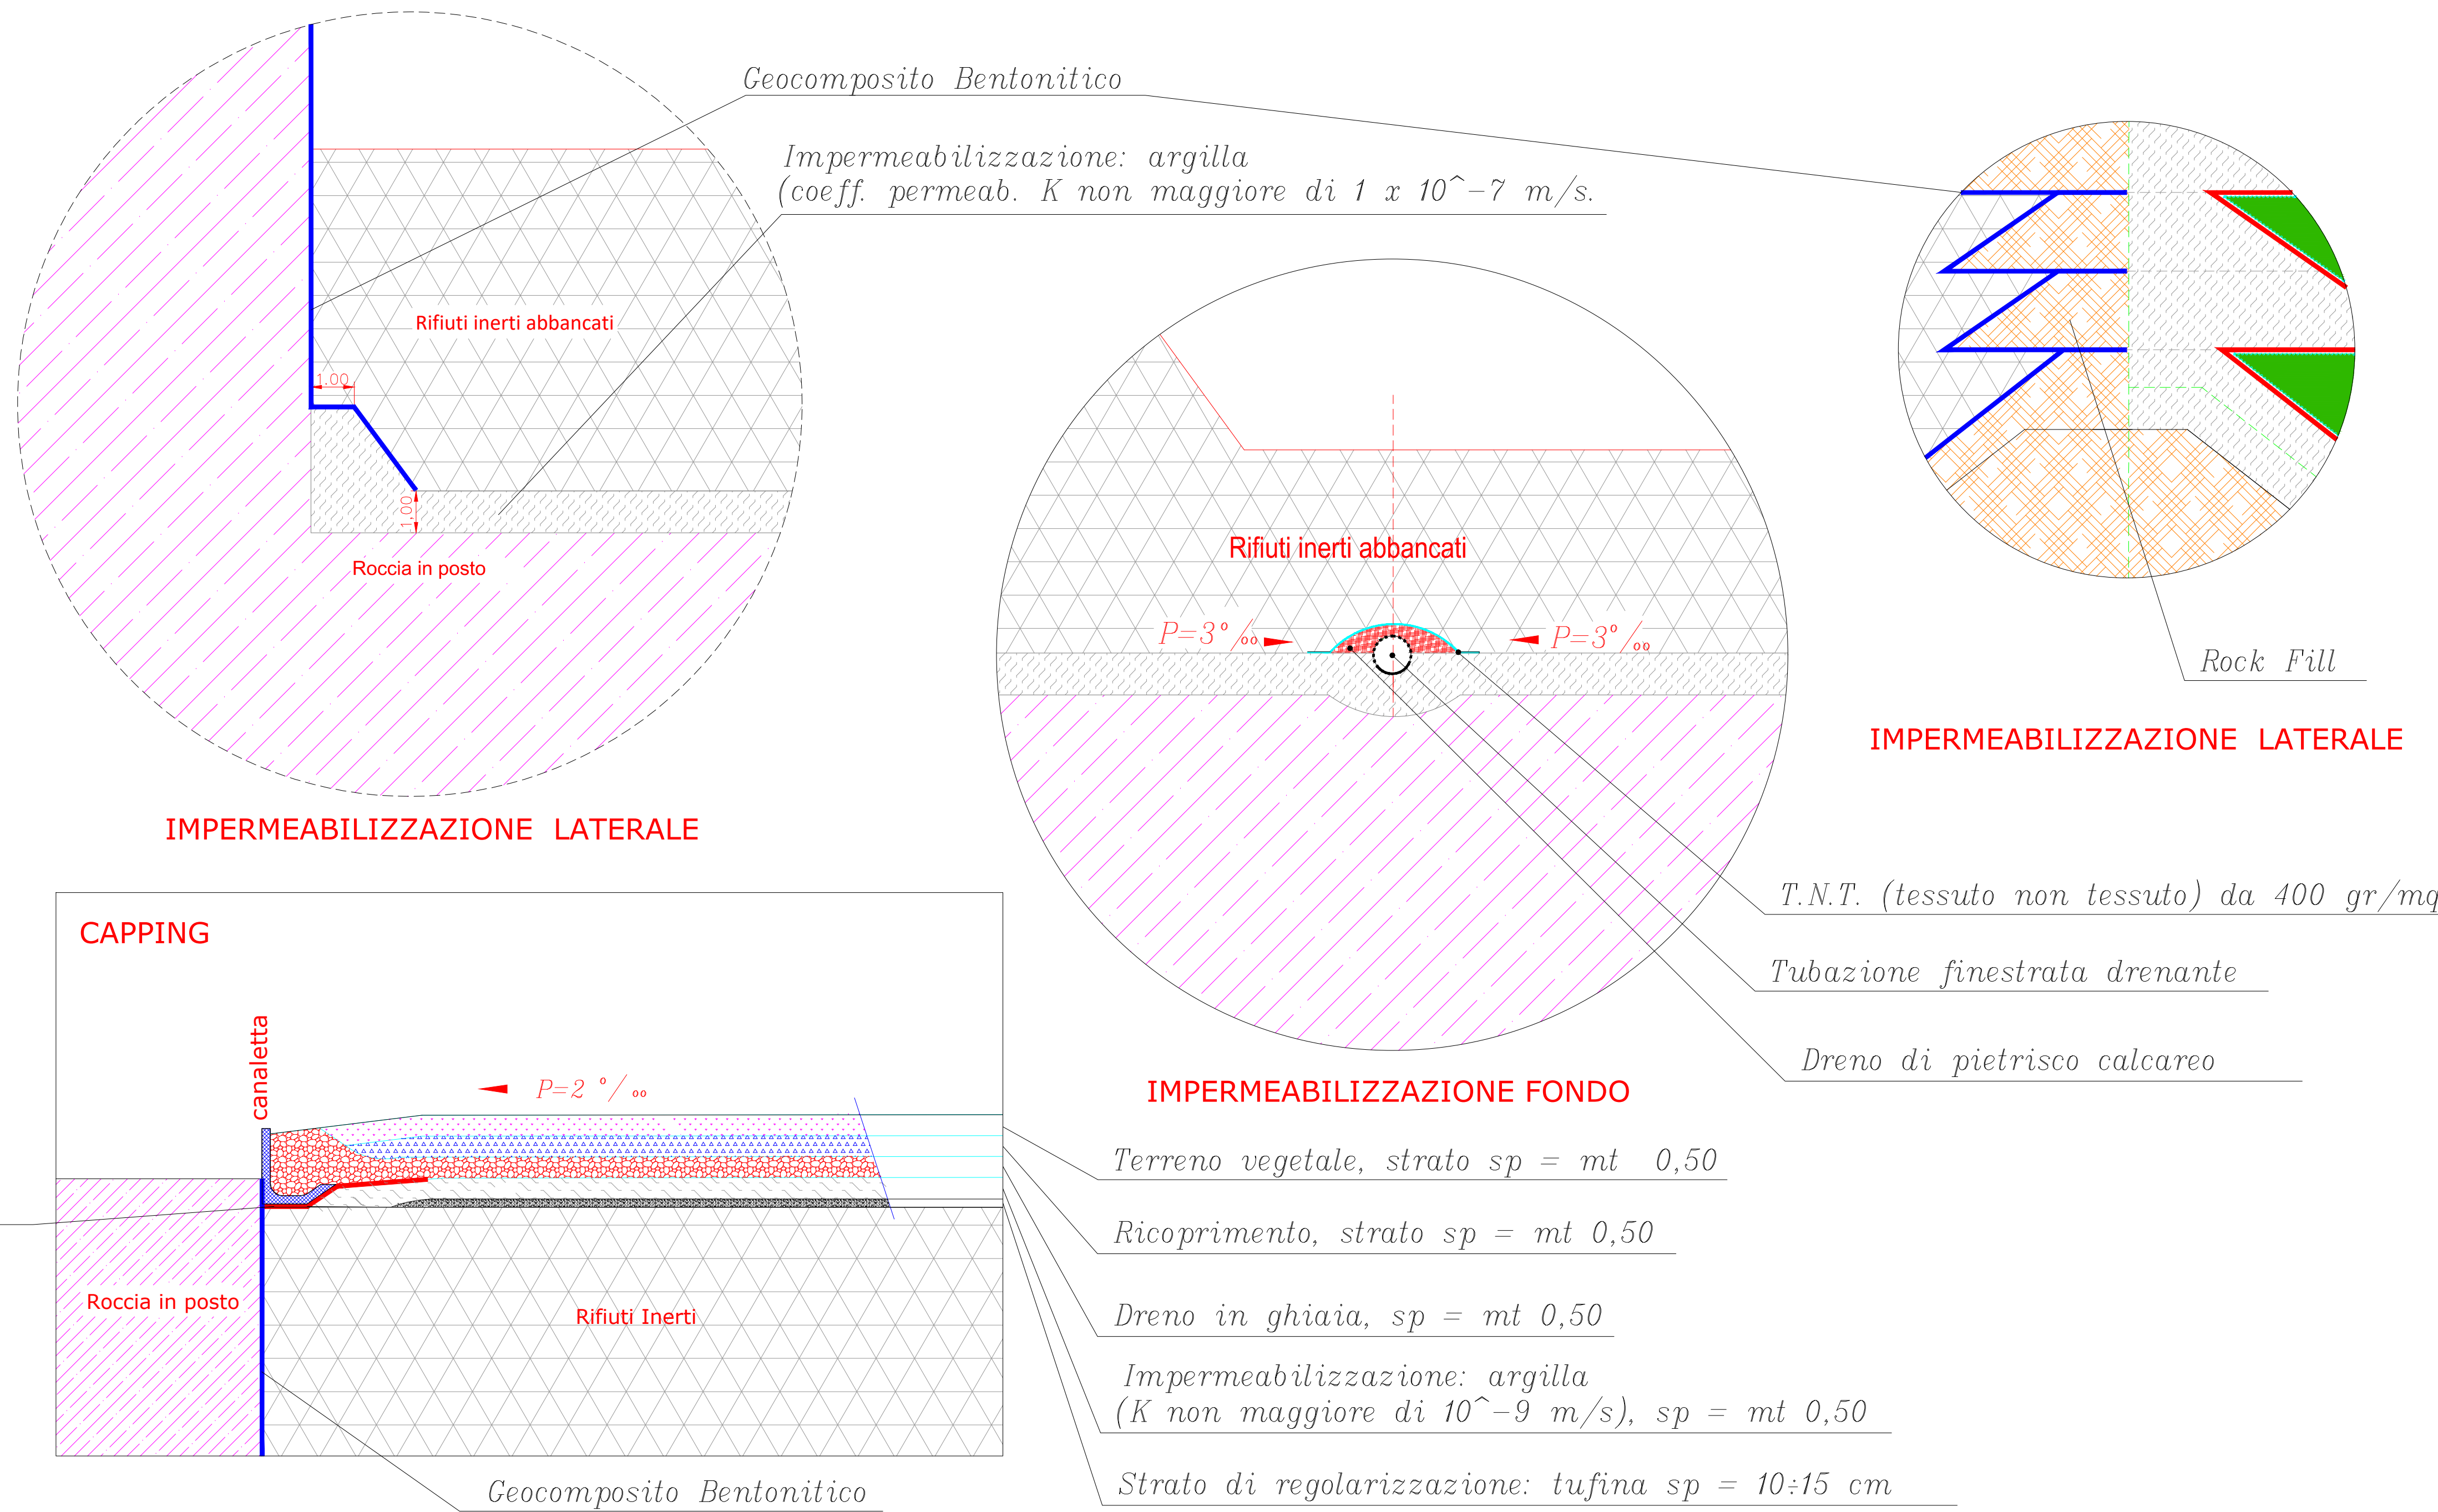 Geocomposito Bentonitico
Impermeabilizzazione: argilla
(coeff. permeab. K non maggiore di 1 x 10^-7 m/s.
Rifiuti inerti abbancati
1.00
1,00
Roccia in posto
IMPERMEABILIZZAZIONE LATERALE
Rifiuti inerti abbancati
P=3°/₀₀
P=3°/₀₀
IMPERMEABILIZZAZIONE FONDO
Rock Fill
IMPERMEABILIZZAZIONE LATERALE
T.N.T. (tessuto non tessuto) da 400 gr/mq
Tubazione finestrata drenante
Dreno di pietrisco calcareo
CAPPING
canaletta
P=2 °/₀₀
Roccia in posto
Rifiuti Inerti
Geocomposito Bentonitico
Terreno vegetale, strato sp = mt 0,50
Ricoprimento, strato sp = mt 0,50
Dreno in ghiaia, sp = mt 0,50
Impermeabilizzazione: argilla
(K non maggiore di 10^-9 m/s), sp = mt 0,50
Strato di regolarizzazione: tufina sp = 10÷15 cm